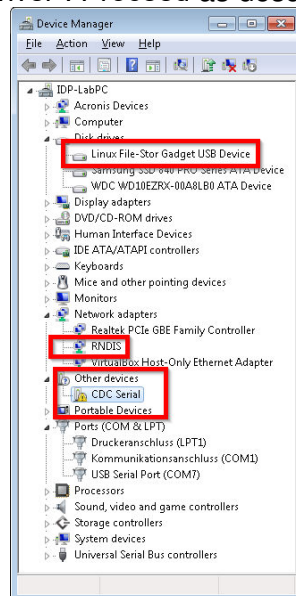 Device Manager
File Action View Help
IDP-LabPC
Acronis Devices
Computer
Disk drives
Linux File-Stor Gadget USB Device
Samsung SSD 840 PRO Series ATA Device
WDC WD10EZRX-00A8LB0 ATA Device
Display adapters
DVD/CD-ROM drives
Human Interface Devices
IDE ATA/ATAPI controllers
Keyboards
Mice and other pointing devices
Monitors
Network adapters
Realtek PCIe GBE Family Controller
RNDIS
VirtualBox Host-Only Ethernet Adapter
Other devices
CDC Serial
Portable Devices
Ports (COM & LPT)
Druckeranschluss (LPT1)
Kommunikationsanschluss (COM1)
USB Serial Port (COM7)
Processors
Sound, video and game controllers
Storage controllers
System devices
Universal Serial Bus controllers